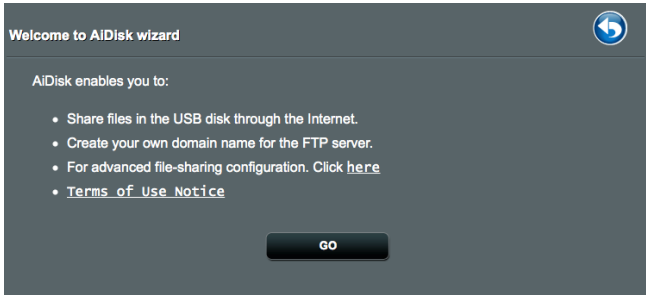 Welcome to AiDisk wizard
AiDisk enables you to:
• Share files in the USB disk through the Internet.
• Create your own domain name for the FTP server.
• For advanced file-sharing configuration. Click here
• Terms of Use Notice
GO